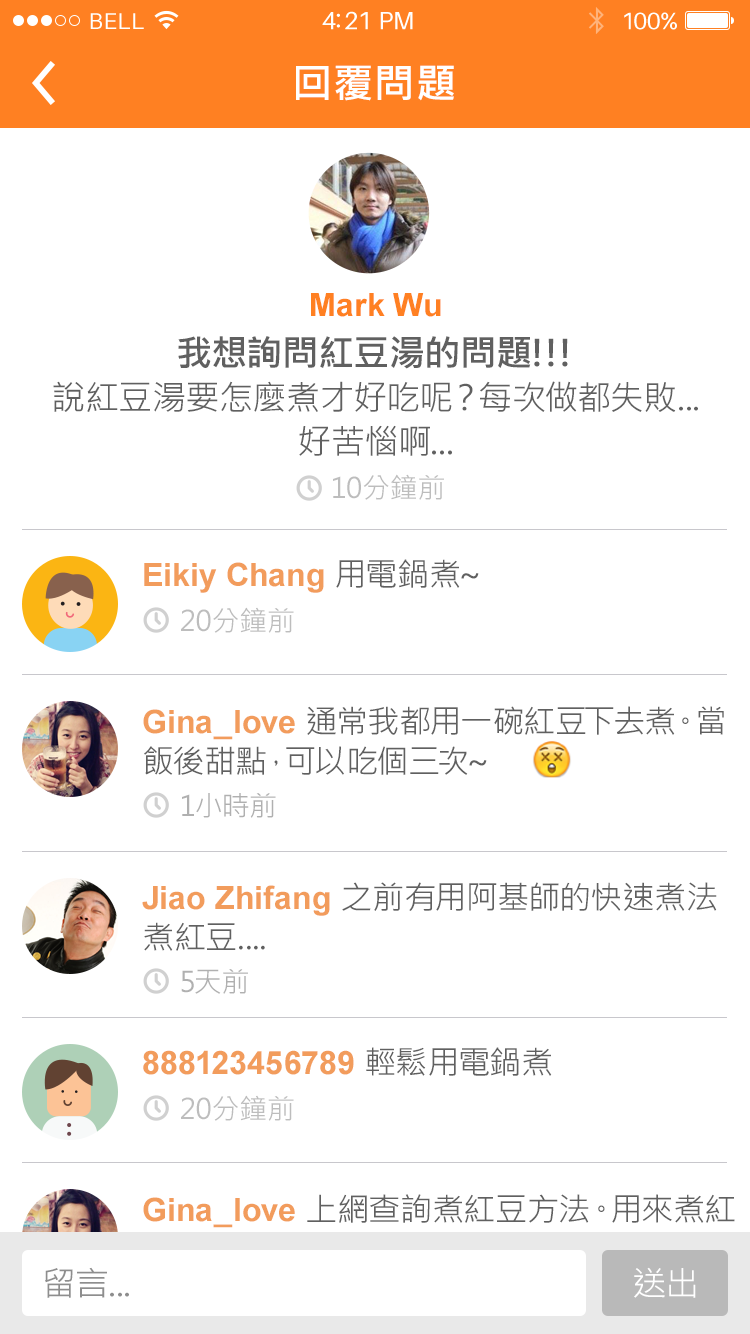 BELL 4:21 PM 100%
回覆問題
Mark Wu
我想詢問紅豆湯的問題!!!
說紅豆湯要怎麼煮才好吃呢？每次做都失敗...
好苦惱啊...
10分鐘前
Eikiy Chang 用電鍋煮~
20分鐘前
Gina_love 通常我都用一碗紅豆下去煮。當
飯後甜點，可以吃個三次~
1小時前
Jiao Zhifang 之前有用阿基師的快速煮法
煮紅豆....
5天前
888123456789 輕鬆用電鍋煮
20分鐘前
Gina_love 上網查詢煮紅豆方法。用來煮紅
留言...
送出